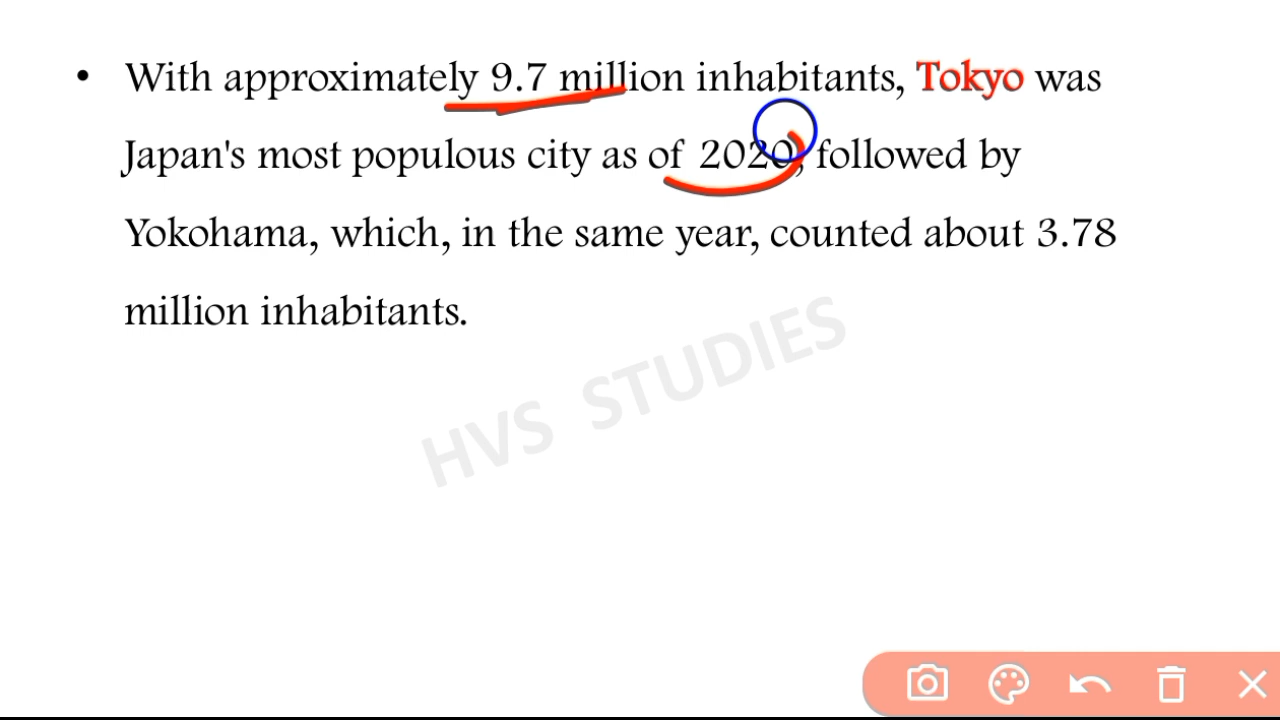 • With approximately 9.7 million inhabitants, Tokyo was
Japan's most populous city as of 2020, followed by
Yokohama, which, in the same year, counted about 3.78
million inhabitants.
HVS STUDIES